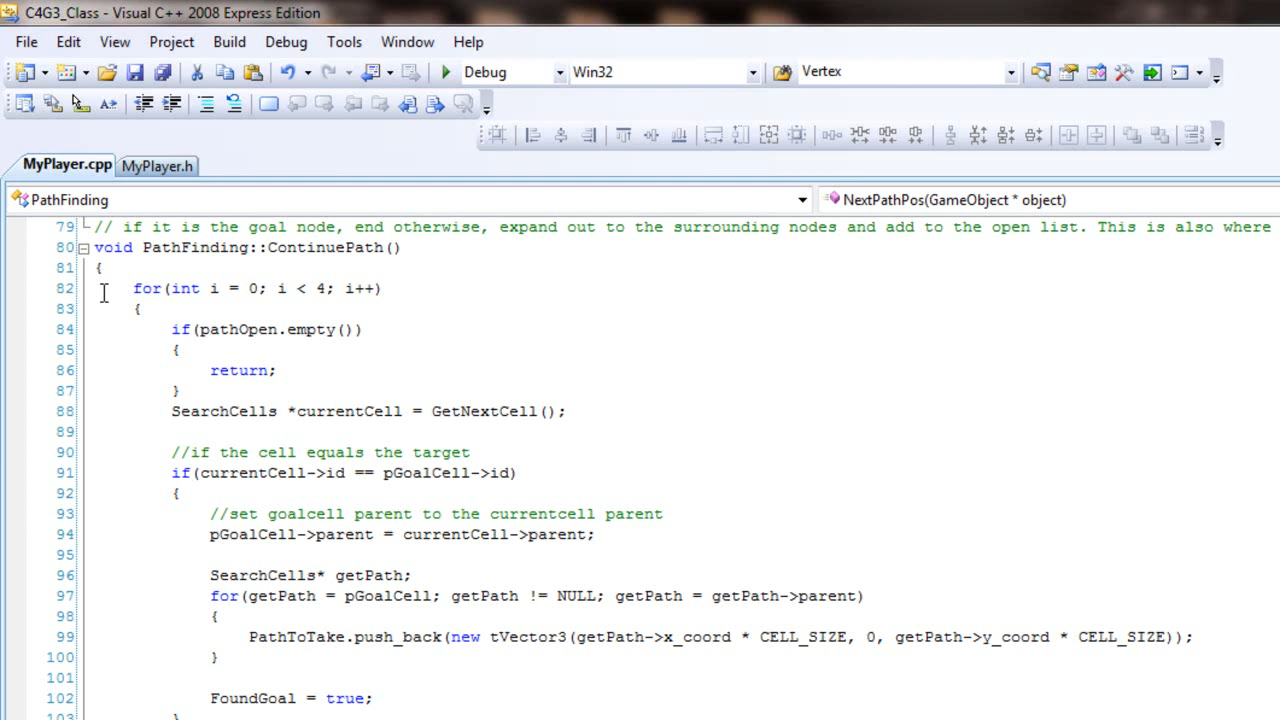 C4G3_Class - Visual C++ 2008 Express Edition
File Edit View Project Build Debug Tools Window Help
Debug Win32 Vertex
MyPlayer.cpp MyPlayer.h
PathFinding NextPathPos(GameObject * object)
79 // if it is the goal node, end otherwise, expand out to the surrounding nodes and add to the open list. This is also where
80 void PathFinding::ContinuePath()
81 {
82 for(int i = 0; i < 4; i++)
83 {
84 if(pathOpen.empty())
85 {
86 return;
87 }
88 SearchCells *currentCell = GetNextCell();
89
90 //if the cell equals the target
91 if(currentCell->id == pGoalCell->id)
92 {
93 //set goalcell parent to the currentcell parent
94 pGoalCell->parent = currentCell->parent;
95
96 SearchCells* getPath;
97 for(getPath = pGoalCell; getPath != NULL; getPath = getPath->parent)
98 {
99 PathToTake.push_back(new tVector3(getPath->x_coord * CELL_SIZE, 0, getPath->y_coord * CELL_SIZE));
100 }
101
102 FoundGoal = true;
103 }